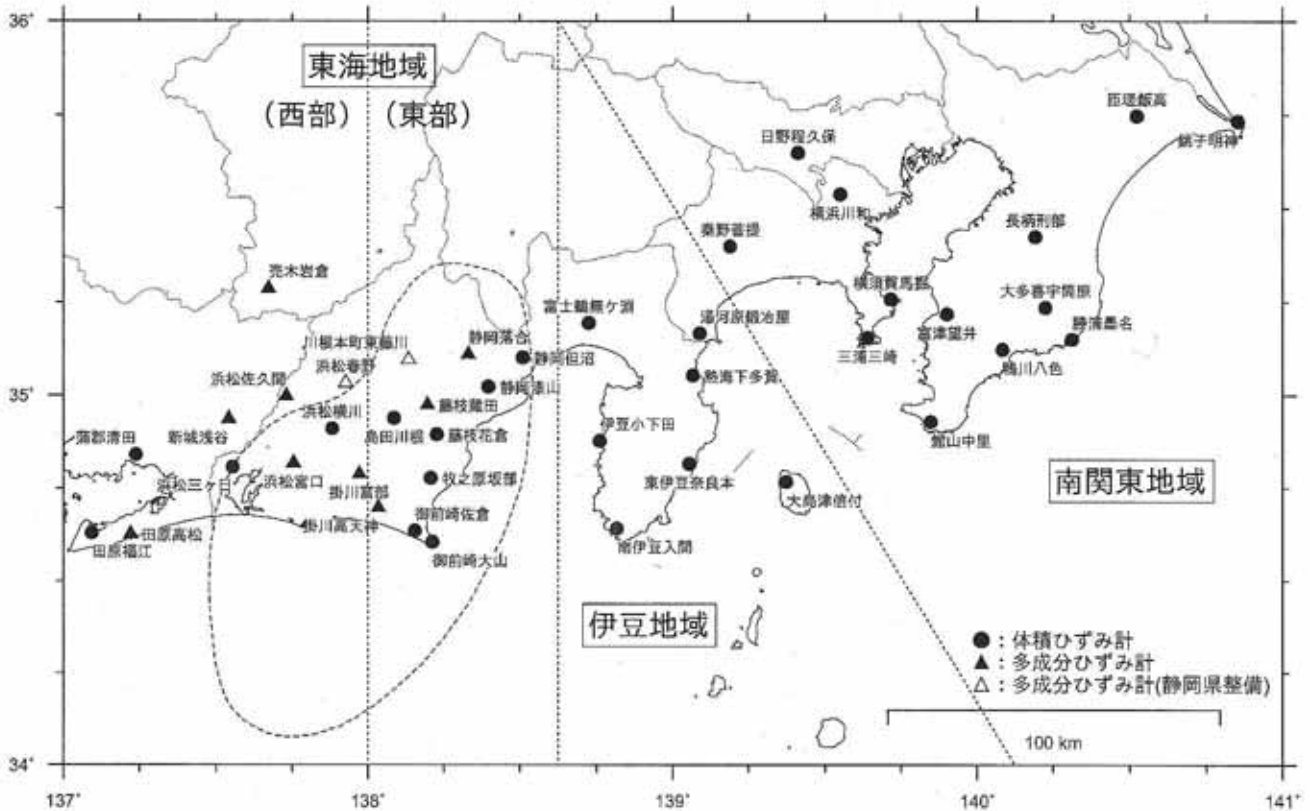 36°
東海地域
(西部) (東部)
匝瑳飯高
日野程久保
銚子明神
横浜川和
秦野菩提
長柄刑部
売木岩倉
横須賀馬堀
大多喜宇筒原
富士鵜無ケ淵
湯河原鍛冶屋
勝浦墨名
川根本町東藤川
静岡落合
富津望井
浜松春野
静岡但沼
三浦三崎
鴨川八色
浜松佐久間
静岡漆山
熱海下多賀
35°
浜松横川
藤枝蔵田
蒲郡清田
新城浅谷
島田川根
藤枝花倉
伊豆小下田
館山中里
浜松三ケ日
浜松宮口
牧之原坂部
東伊豆奈良本
南関東地域
掛川富部
大島津倍付
田原高松
掛川高天神
御前崎佐倉
田原福江
御前崎大山
南伊豆入間
伊豆地域
●:体積ひずみ計
▲:多成分ひずみ計
△:多成分ひずみ計(静岡県整備)
100 km
34°
137° 138° 139° 140° 141°